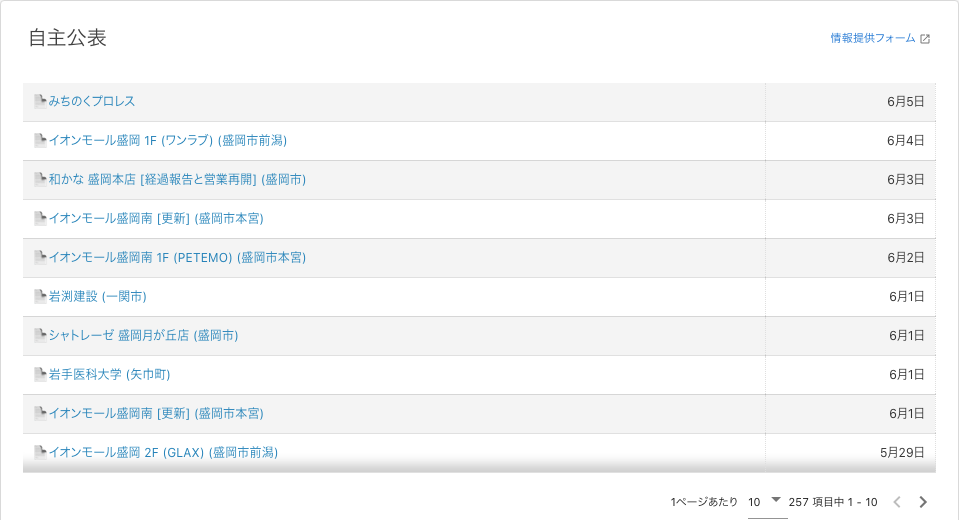 自主公表
情報提供フォーム
みちのくプロレス 6月5日
イオンモール盛岡 1F (ワンラブ) (盛岡市前潟) 6月4日
和かな 盛岡本店 [経過報告と営業再開] (盛岡市) 6月3日
イオンモール盛岡南 [更新] (盛岡市本宮) 6月3日
イオンモール盛岡南 1F (PETEMO) (盛岡市本宮) 6月2日
岩渕建設 (一関市) 6月1日
シャトレーゼ 盛岡月が丘店 (盛岡市) 6月1日
岩手医科大学 (矢巾町) 6月1日
イオンモール盛岡南 [更新] (盛岡市本宮) 6月1日
イオンモール盛岡 2F (GLAX) (盛岡市前潟) 5月29日
1ページあたり 10 257 項目中 1 - 10